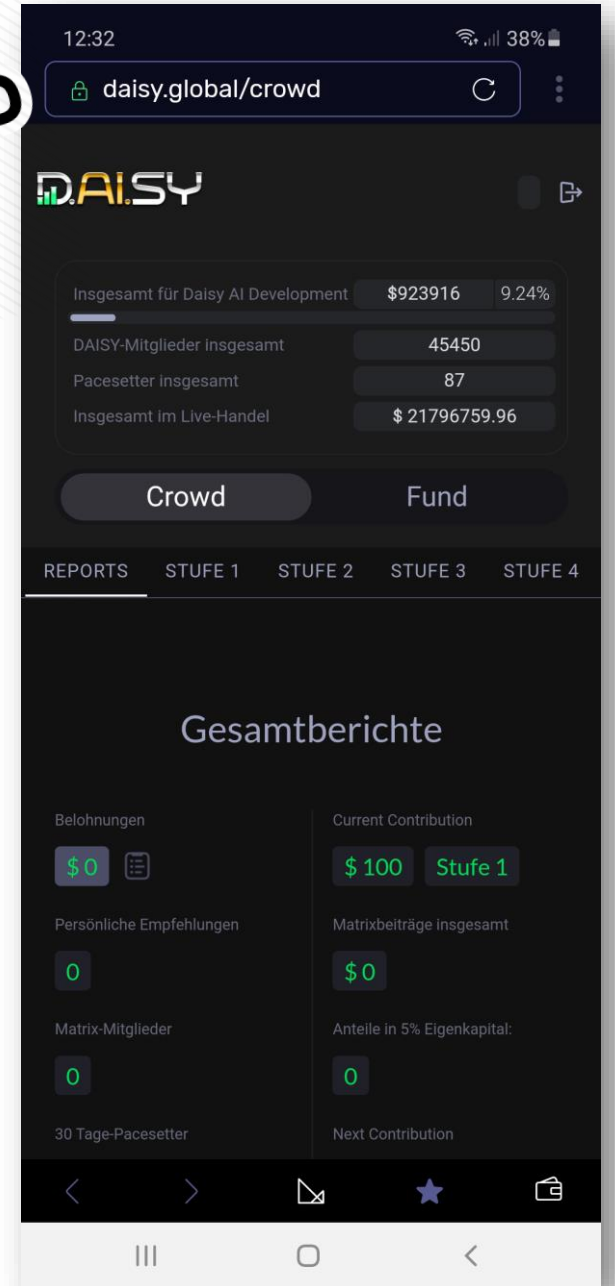 12:32 38%
daisy.global/crowd
D.AI.SY
Insgesamt für Daisy AI Development $923916 9.24%
DAISY-Mitglieder insgesamt 45450
Pacesetter insgesamt 87
Insgesamt im Live-Handel $ 21796759.96
Crowd Fund
REPORTS STUFE 1 STUFE 2 STUFE 3 STUFE 4
Gesamtberichte
Belohnungen Current Contribution
$ 0 $ 100 Stufe 1
Persönliche Empfehlungen Matrixbeiträge insgesamt
0 $ 0
Matrix-Mitglieder Anteile in 5% Eigenkapital:
0 0
30 Tage-Pacesetter Next Contribution